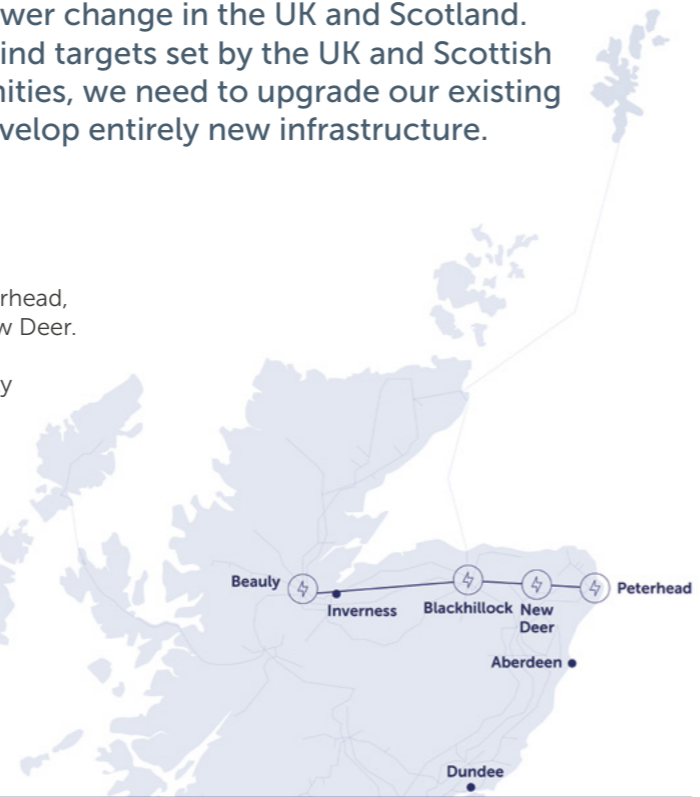 wer change in the UK and Scotland.
ind targets set by the UK and Scottish
nities, we need to upgrade our existing
velop entirely new infrastructure.
rhead,
w Deer.
y
Beauly
Inverness
Blackhillock
New
Deer
Peterhead
Aberdeen
Dundee